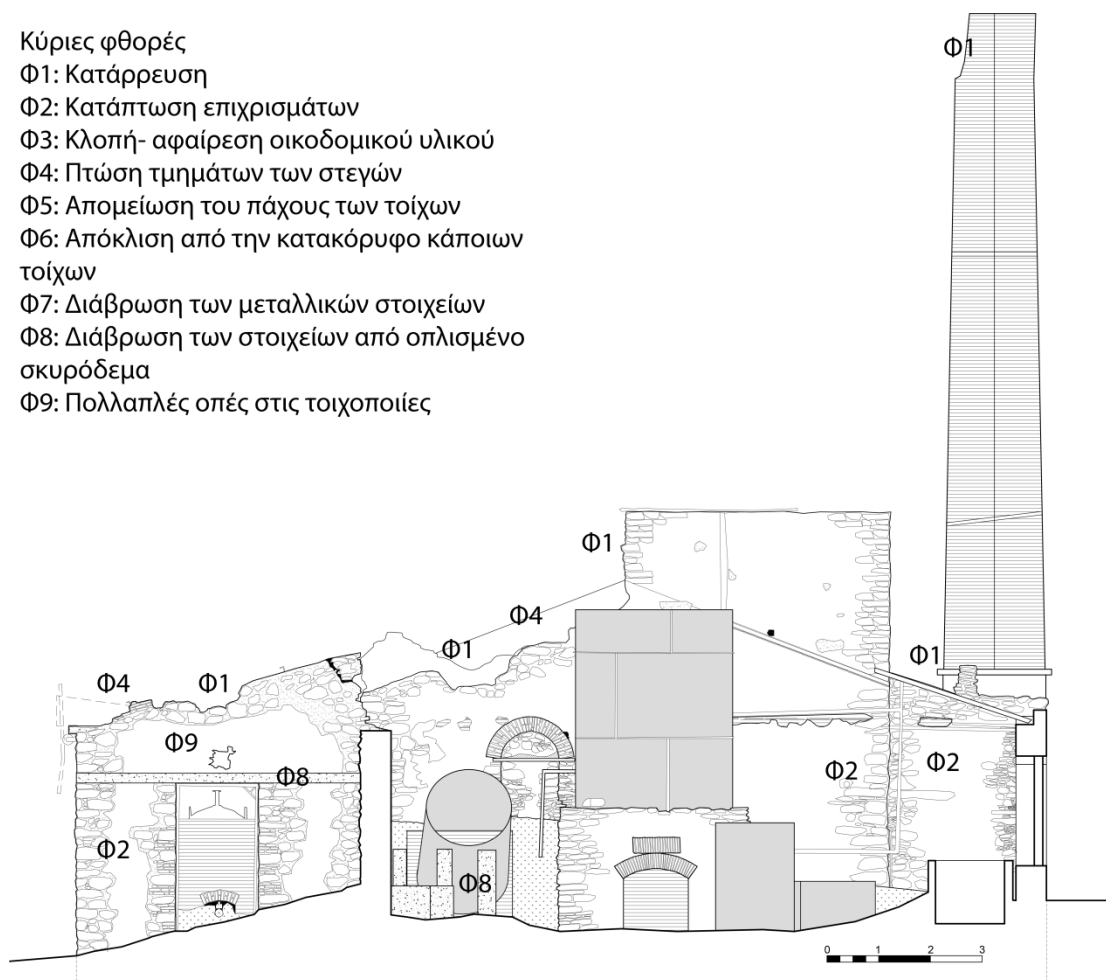 Κύριες φθορές
Φ1: Κατάρρευση
Φ2: Κατάπτωση επιχρισμάτων
Φ3: Κλοπή- αφαίρεση οικοδομικού υλικού
Φ4: Πτώση τμημάτων των στεγών
Φ5: Απομείωση του πάχους των τοίχων
Φ6: Απόκλιση από την κατακόρυφο κάποιων
τοίχων
Φ7: Διάβρωση των μεταλλικών στοιχείων
Φ8: Διάβρωση των στοιχείων από οπλισμένο
σκυρόδεμα
Φ9: Πολλαπλές οπές στις τοιχοποιίες
Φ1
Φ1
Φ4
Φ1
Φ1
Φ4
Φ1
Φ9
Φ8
Φ2
Φ2
Φ2
Φ8
0 1 2 3